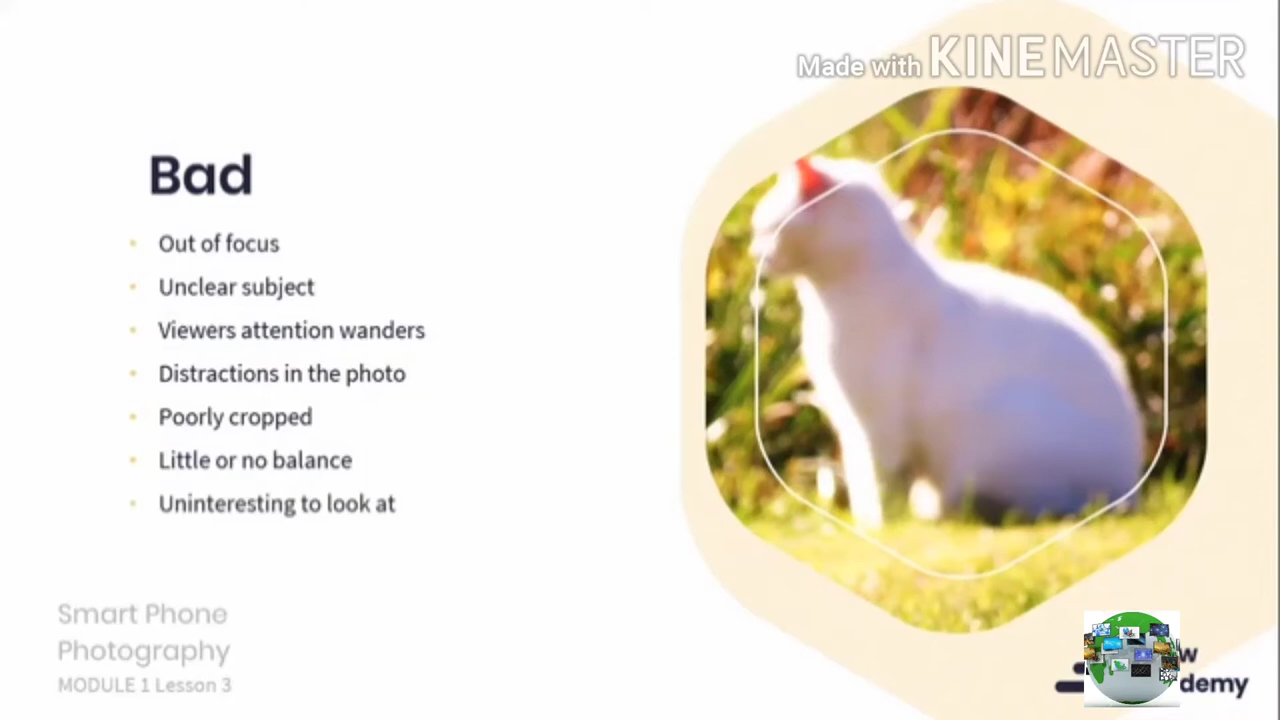 Made with KINEMASTER
Bad
Out of focus
Unclear subject
Viewers attention wanders
Distractions in the photo
Poorly cropped
Little or no balance
Uninteresting to look at
Smart Phone
Photography
MODULE 1 Lesson 3